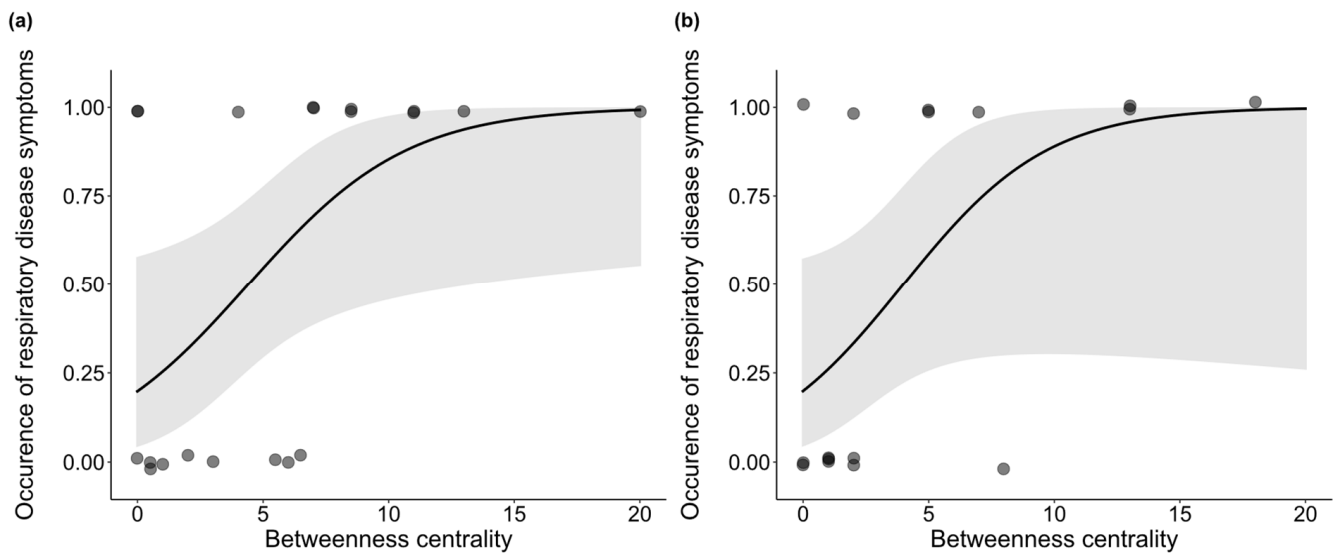 (a)
Occurence of respiratory disease symptoms
1.00
0.75
0.50
0.25
0.00
0 5 10 15 20
Betweenness centrality
(b)
Occurence of respiratory disease symptoms
1.00
0.75
0.50
0.25
0.00
0 5 10 15 20
Betweenness centrality